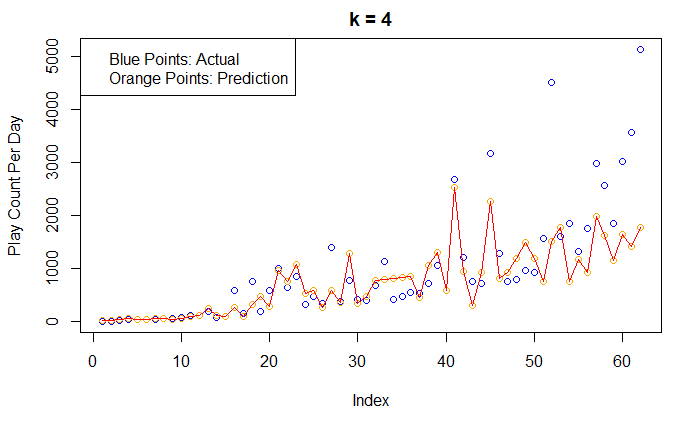 k = 4
Blue Points: Actual
Orange Points: Prediction
Play Count Per Day
5000
4000
3000
2000
1000
0
0 10 20 30 40 50 60
Index